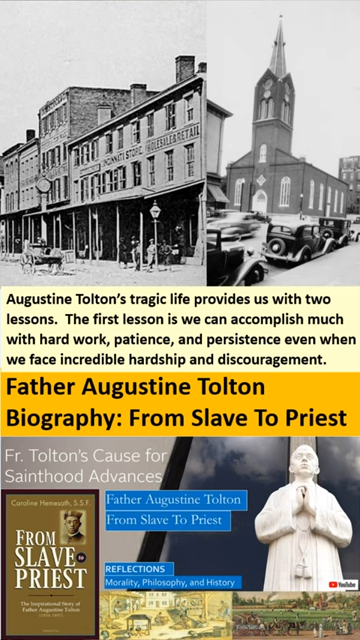 CINCINNATI STORE. WHOLESALE & RETAIL
Augustine Tolton's tragic life provides us with two
lessons.  The first lesson is we can accomplish much
with hard work, patience, and persistence even when
we face incredible hardship and discouragement.
Father Augustine Tolton
Biography: From Slave To Priest
Fr. Tolton's Cause for
Sainthood Advances
Caroline Hemesath, S.S.F.
FROM
SLAVE
to
PRIEST
The Inspirational Story of
Father Augustine Tolton
Father Augustine Tolton
From Slave To Priest
REFLECTIONS
Morality, Philosophy, and History
YouTube